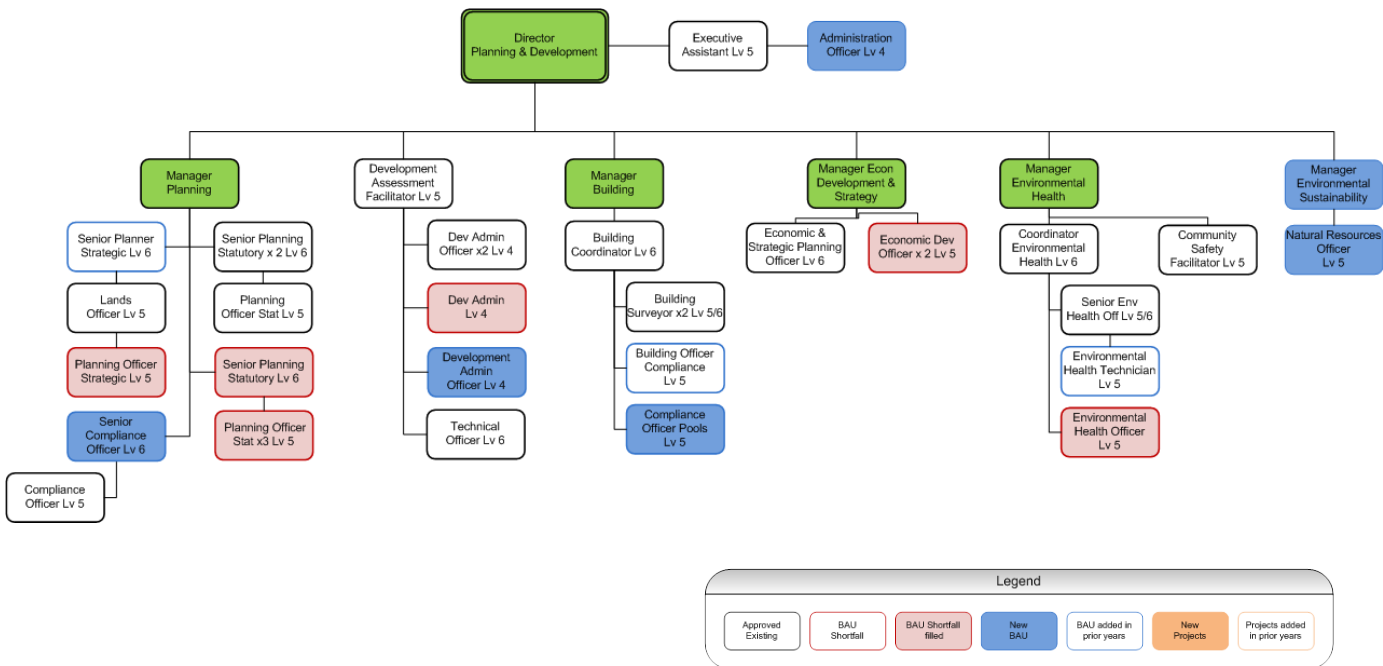 Director
Planning & Development
Executive
Assistant Lv 5
Administration
Officer Lv 4
Manager
Planning
Development
Assessment
Facilitator Lv 5
Manager
Building
Manager Econ
Development &
Strategy
Manager
Environmental
Health
Manager
Environmental
Sustainability
Senior Planner
Strategic Lv 6
Senior Planning
Statutory x 2 Lv 6
Lands
Officer Lv 5
Planning
Officer Stat Lv 5
Planning Officer
Strategic Lv 5
Senior Planning
Statutory Lv 6
Senior
Compliance
Officer Lv 6
Planning Officer
Stat x3 Lv 5
Compliance
Officer Lv 5
Dev Admin
Officer x2 Lv 4
Dev Admin
Lv 4
Development
Admin
Officer Lv 4
Technical
Officer Lv 6
Building
Coordinator Lv 6
Building
Surveyor x2 Lv 5/6
Building Officer
Compliance
Lv 5
Compliance
Officer Pools
Lv 5
Economic &
Strategic Planning
Officer Lv 6
Economic Dev
Officer x 2 Lv 5
Coordinator
Environmental
Health Lv 6
Community
Safety
Facilitator Lv 5
Senior Env
Health Off Lv 5/6
Environmental
Health Technician
Lv 5
Environmental
Health Officer
Lv 5
Natural Resources
Officer
Lv 5
Legend
Approved
Existing
BAU
Shortfall
BAU Shortfall
filled
New
BAU
BAU added in
prior years
New
Projects
Projects added
in prior years